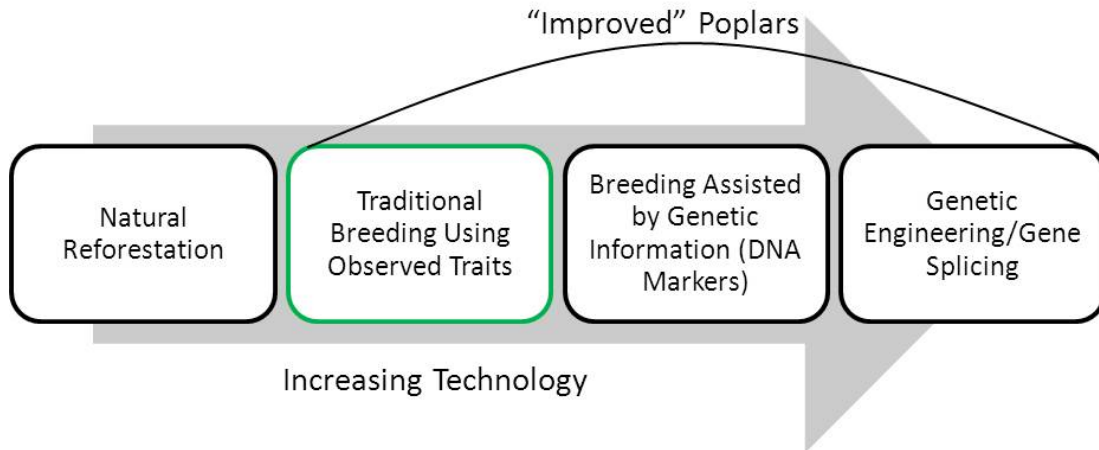 “Improved” Poplars
Natural
Reforestation
Traditional
Breeding Using
Observed Traits
Breeding Assisted
by Genetic
Information (DNA
Markers)
Genetic
Engineering/Gene
Splicing
Increasing Technology